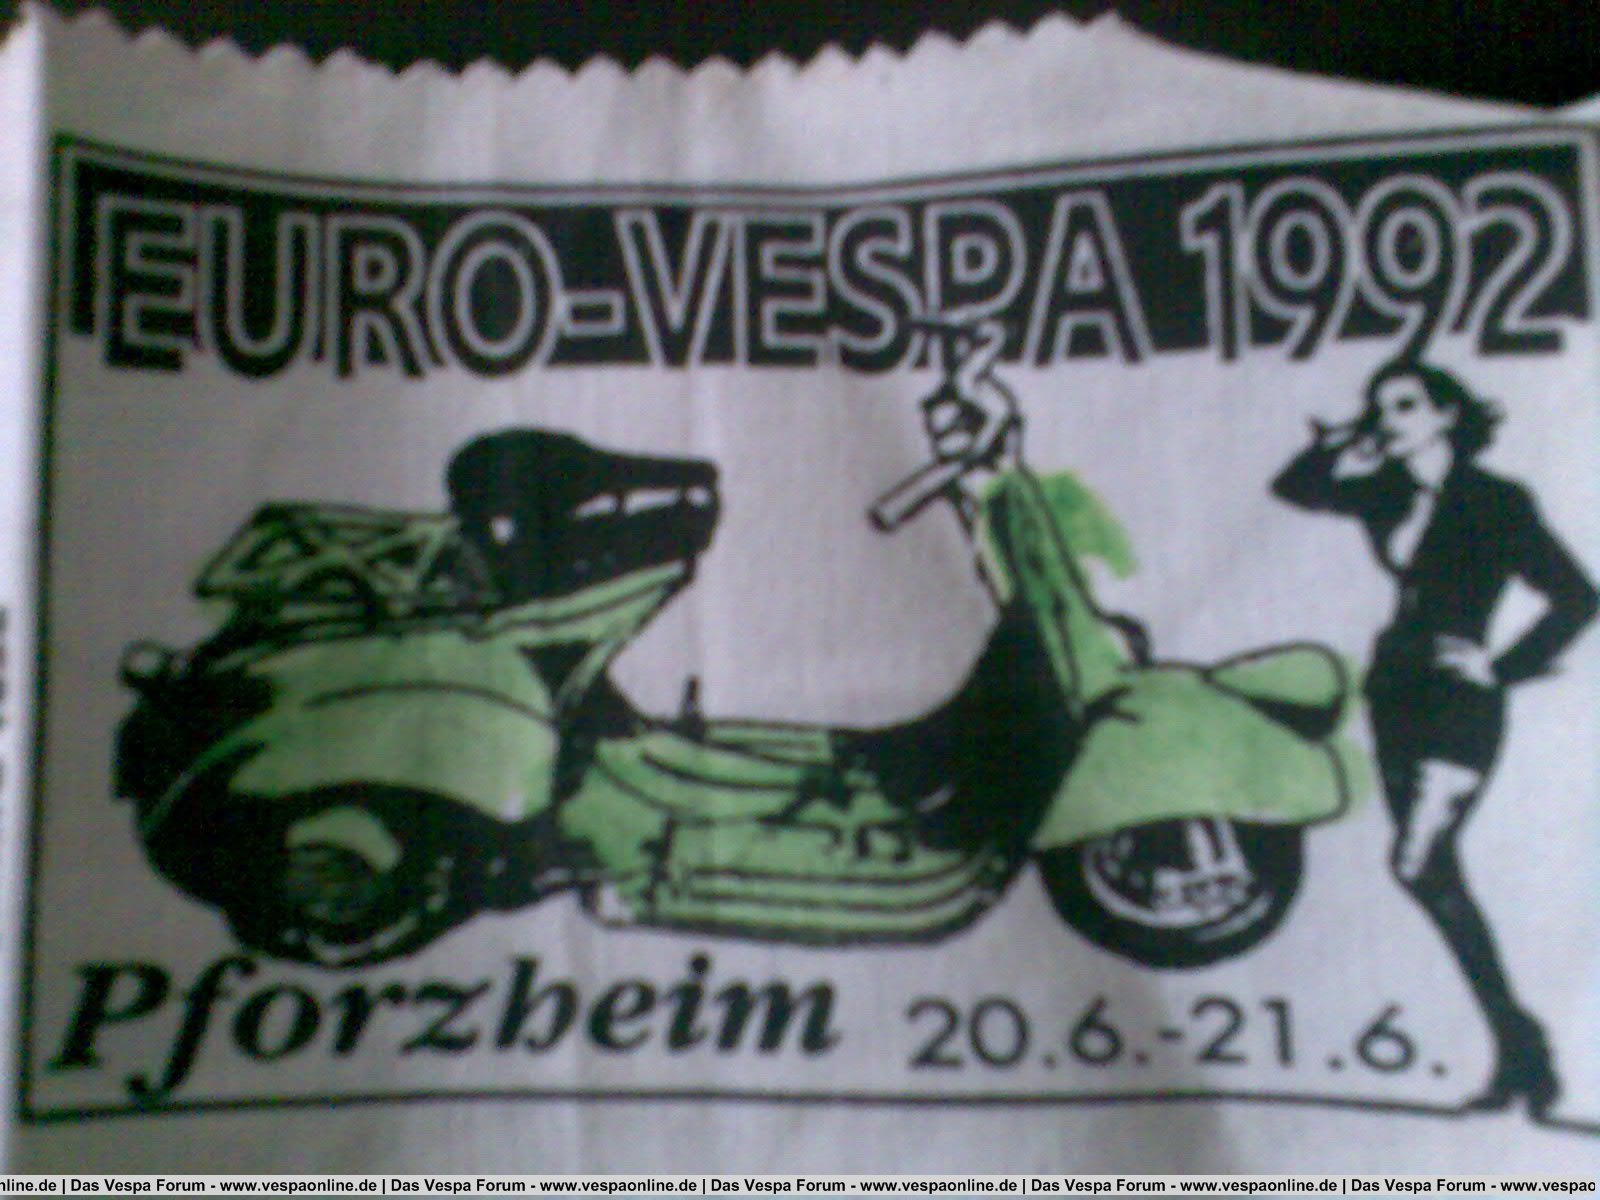 EURO-VESPA 1992
Pforzheim 20.6.-21.6.
nline.de | Das Vespa Forum - www.vespaonline.de | Das Vespa Forum - www.vespaonline.de | Das Vespa Forum - www.vespaonline.de | Das Vespa Forum - www.vespaonline.de | Das Vespa Forum - www.vespao